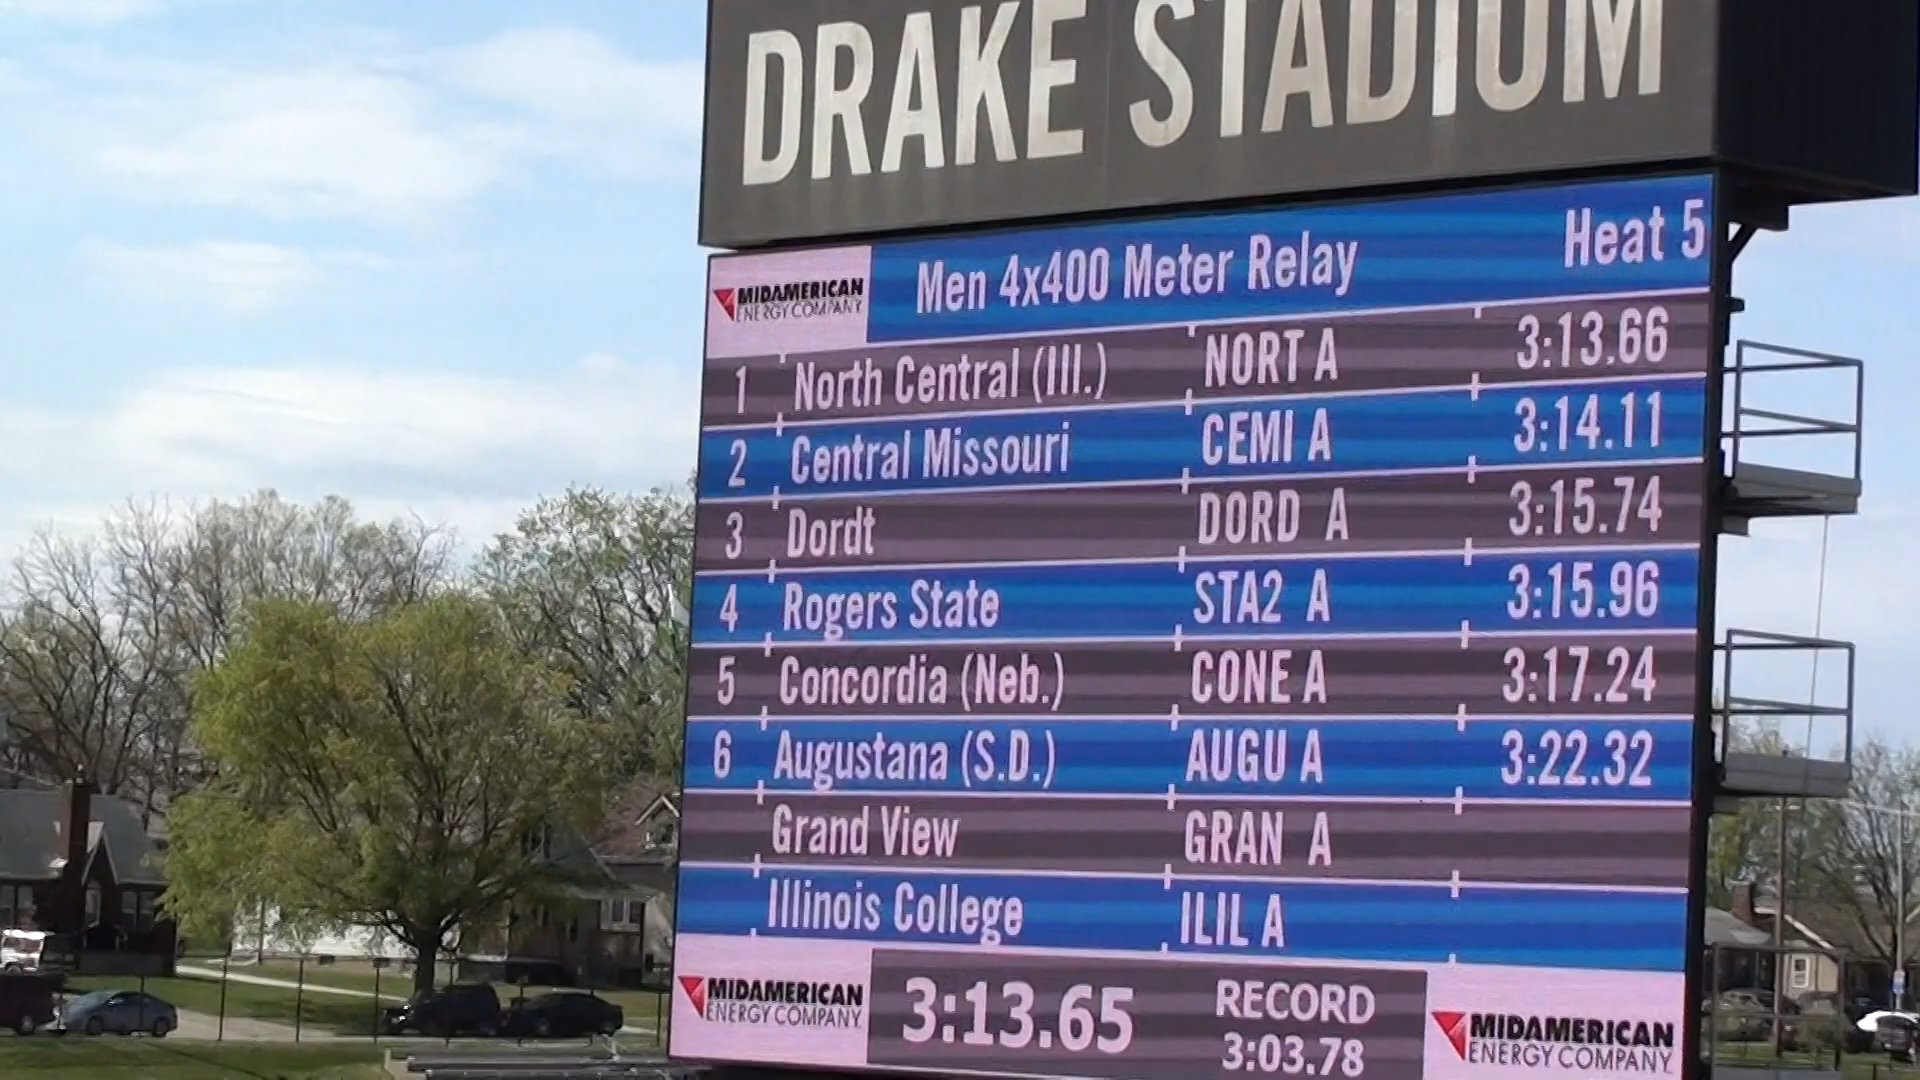 DRAKE STADIUM
MIDAMERICAN
ENERGY COMPANY
Men 4x400 Meter Relay Heat 5
1 North Central (Ill.) NORT A 3:13.66
2 Central Missouri CEMI A 3:14.11
3 Dordt DORD A 3:15.74
4 Rogers State STA2 A 3:15.96
5 Concordia (Neb.) CONE A 3:17.24
6 Augustana (S.D.) AUGU A 3:22.32
Grand View GRAN A
Illinois College ILIL A
MIDAMERICAN
ENERGY COMPANY
3:13.65
RECORD
3:03.78
MIDAMERICAN
ENERGY COMPANY